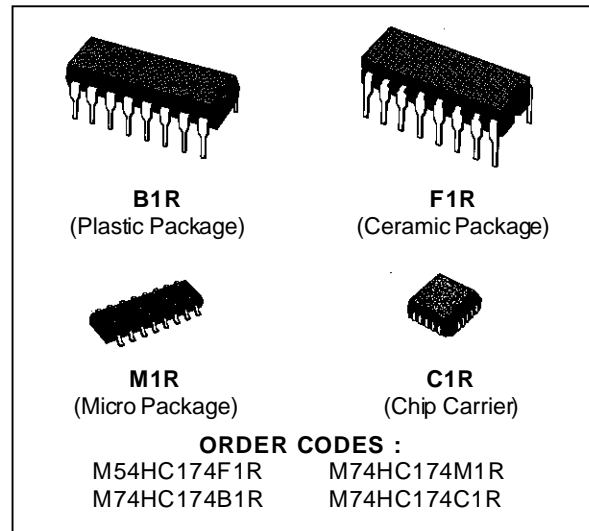 B1R
(Plastic Package)
F1R
(Ceramic Package)
M1R
(Micro Package)
C1R
(Chip Carrier)
ORDER CODES :
M54HC174F1R M74HC174M1R
M74HC174B1R M74HC174C1R